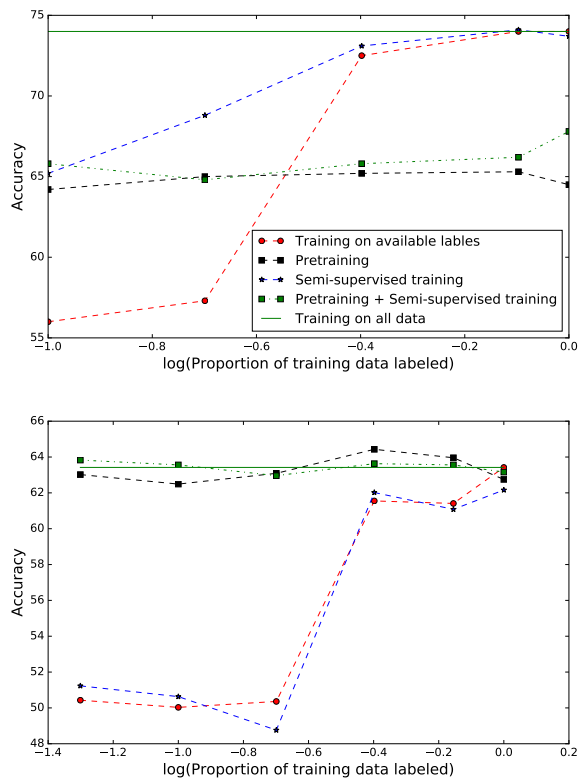 75
70
65
60
55
Accuracy
Training on available lables
Pretraining
Semi-supervised training
Pretraining + Semi-supervised training
Training on all data
−1.0 −0.8 −0.6 −0.4 −0.2 0.0
log(Proportion of training data labeled)
66
64
62
60
58
56
54
52
50
48
Accuracy
−1.4 −1.2 −1.0 −0.8 −0.6 −0.4 −0.2 0.0 0.2
log(Proportion of training data labeled)